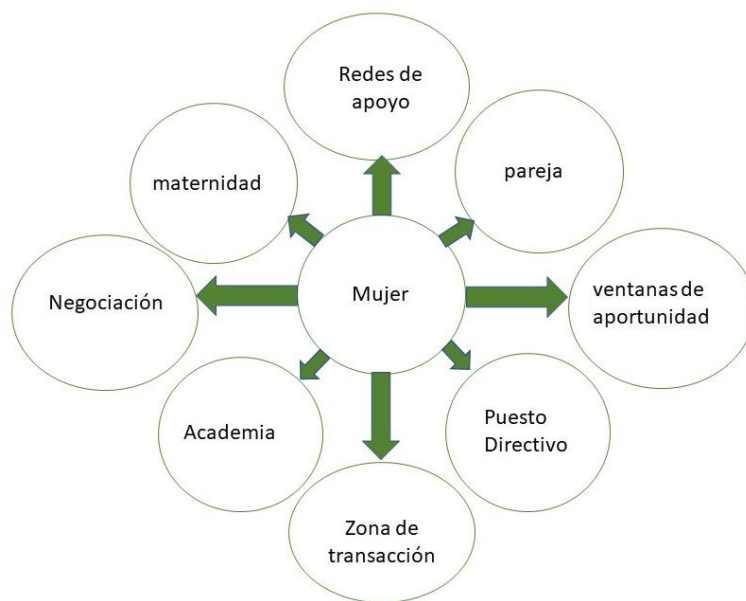 Redes de
apoyo
maternidad
pareja
Negociación
Mujer
ventanas de
aportunidad
Academia
Puesto
Directivo
Zona de
transacción